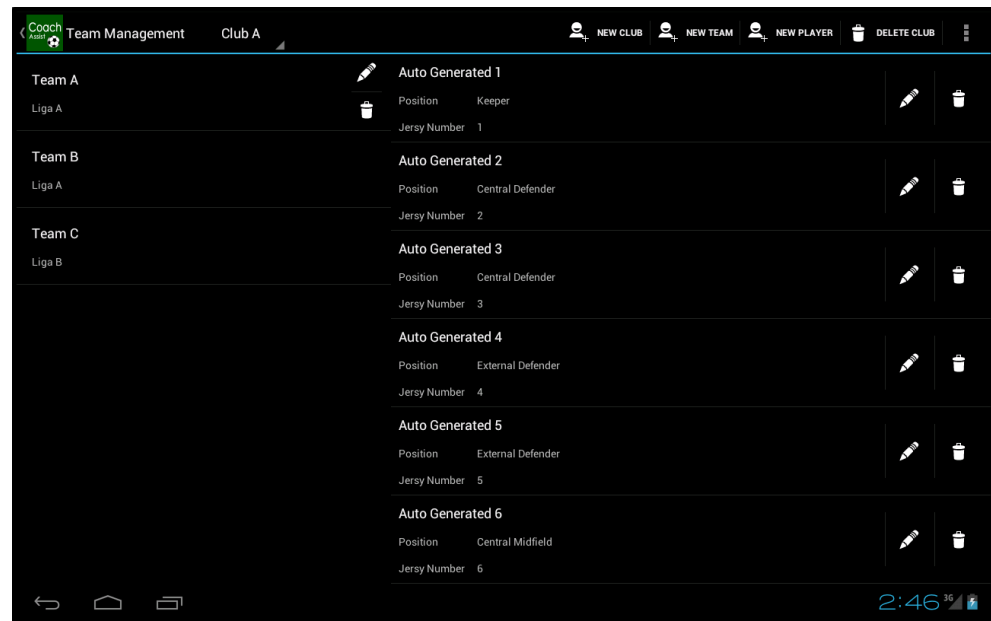 Coach Assist Team Management Club A NEW CLUB NEW TEAM NEW PLAYER DELETE CLUB
Team A
Liga A
Team B
Liga A
Team C
Liga B
Auto Generated 1
Position Keeper
Jersy Number 1
Auto Generated 2
Position Central Defender
Jersy Number 2
Auto Generated 3
Position Central Defender
Jersy Number 3
Auto Generated 4
Position External Defender
Jersy Number 4
Auto Generated 5
Position External Defender
Jersy Number 5
Auto Generated 6
Position Central Midfield
Jersy Number 6
2:46 3G